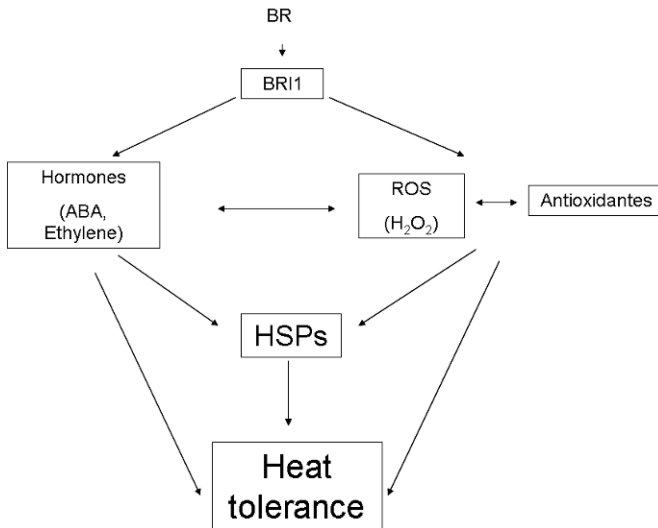 BR
BRI1
Hormones
(ABA,
Ethylene)
ROS
(H₂O₂)
Antioxidantes
HSPs
Heat
tolerance